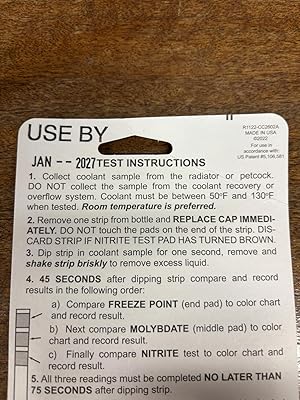 R1122-CC2602A
MADE IN USA
©2022
For use in
accordance with:
US Patent #5,106,581
USE BY
JAN -- 2027 TEST INSTRUCTIONS
1. Collect coolant sample from the radiator or petcock.
DO NOT collect the sample from the coolant recovery or
overflow system. Coolant must be between 50°F and 130°F
when tested. Room temperature is preferred.
2. Remove one strip from bottle and REPLACE CAP IMMEDI-
ATELY. DO NOT touch the pads on the end of the strip. DIS-
CARD STRIP IF NITRITE TEST PAD HAS TURNED BROWN.
3. Dip strip in coolant sample for one second, remove and
shake strip briskly to remove excess liquid.
4. 45 SECONDS after dipping strip compare and record
results in the following order:
a) Compare FREEZE POINT (end pad) to color chart
and record result.
b) Next compare MOLYBDATE (middle pad) to color
chart and record result.
c) Finally compare NITRITE test to color chart and
record result.
5. All three readings must be completed NO LATER THAN
75 SECONDS after dipping strip.